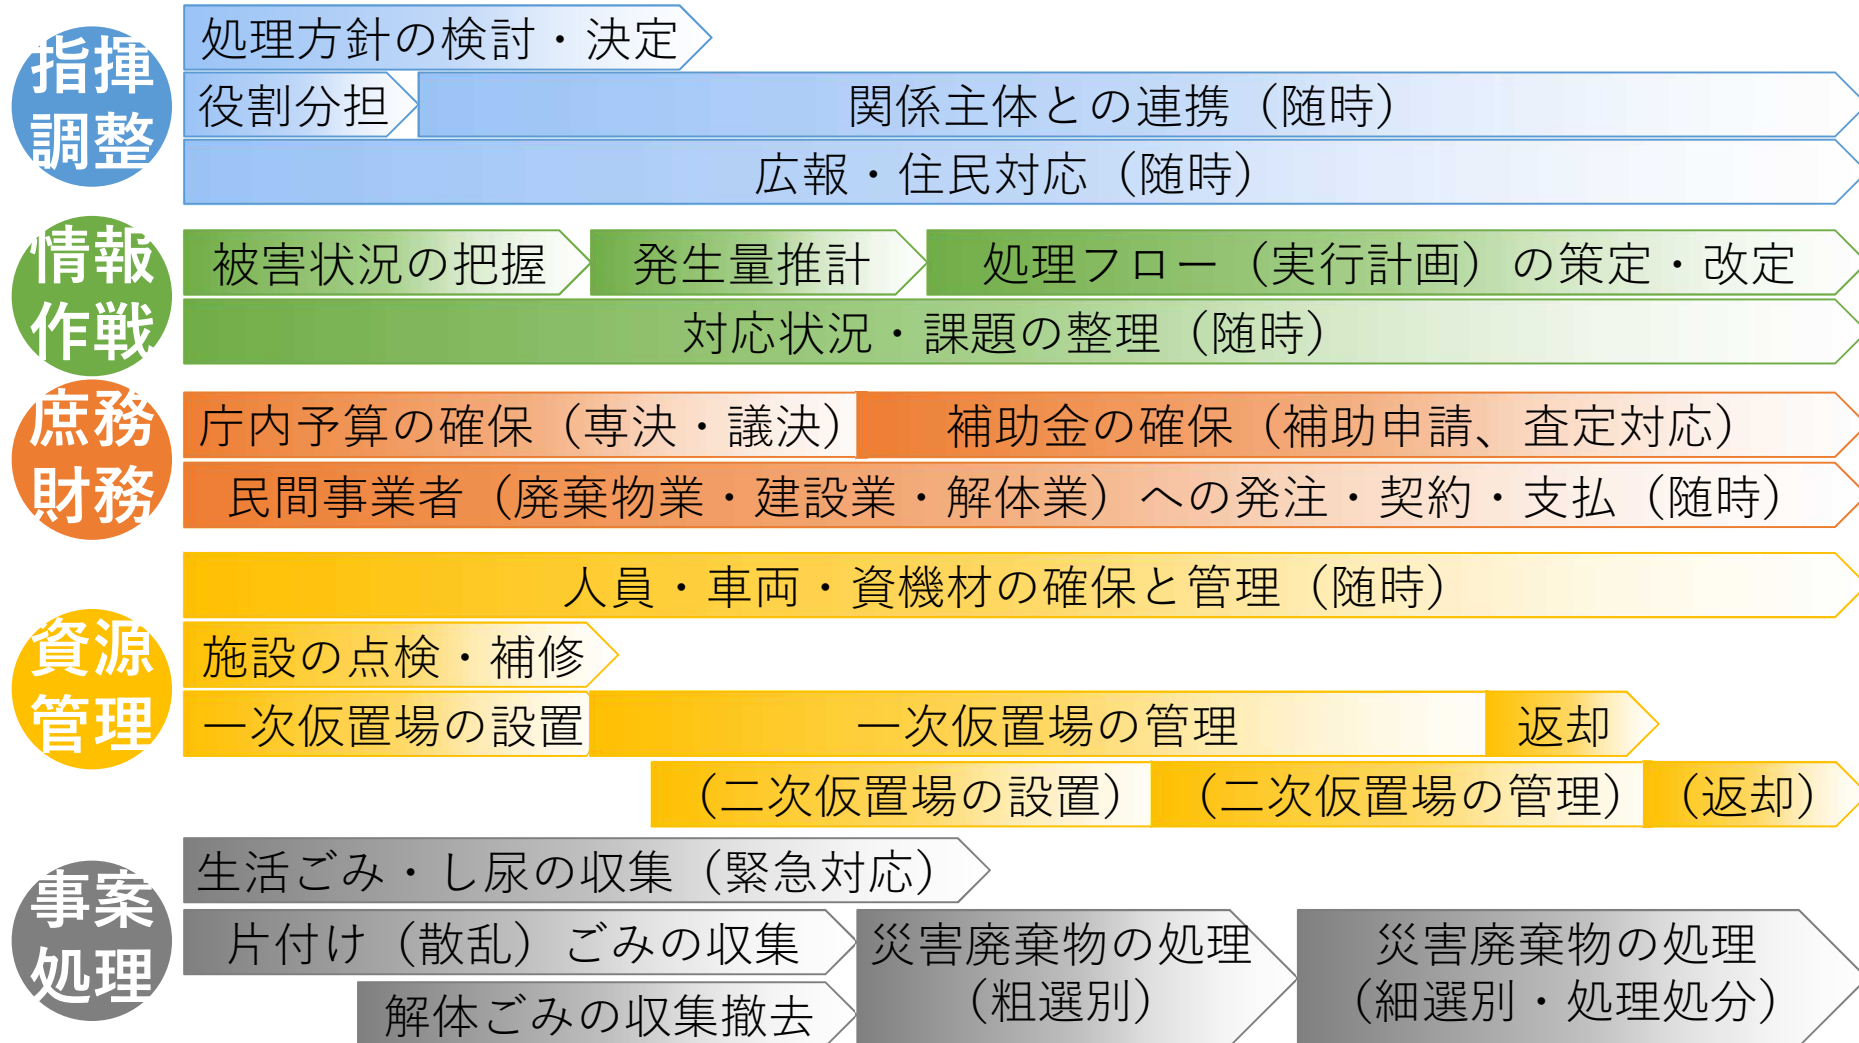 指揮
調整
処理方針の検討・決定
役割分担
関係主体との連携（随時）
広報・住民対応（随時）
情報
作戦
被害状況の把握
発生量推計
処理フロー（実行計画）の策定・改定
対応状況・課題の整理（随時）
庶務
財務
庁内予算の確保（専決・議決）
補助金の確保（補助申請、査定対応）
民間事業者（廃棄物業・建設業・解体業）への発注・契約・支払（随時）
資源
管理
人員・車両・資機材の確保と管理（随時）
施設の点検・補修
一次仮置場の設置
一次仮置場の管理
返却
（二次仮置場の設置）
（二次仮置場の管理）
（返却）
事案
処理
生活ごみ・し尿の収集（緊急対応）
片付け（散乱）ごみの収集
解体ごみの収集撤去
災害廃棄物の処理
（粗選別）
災害廃棄物の処理
（細選別・処理処分）